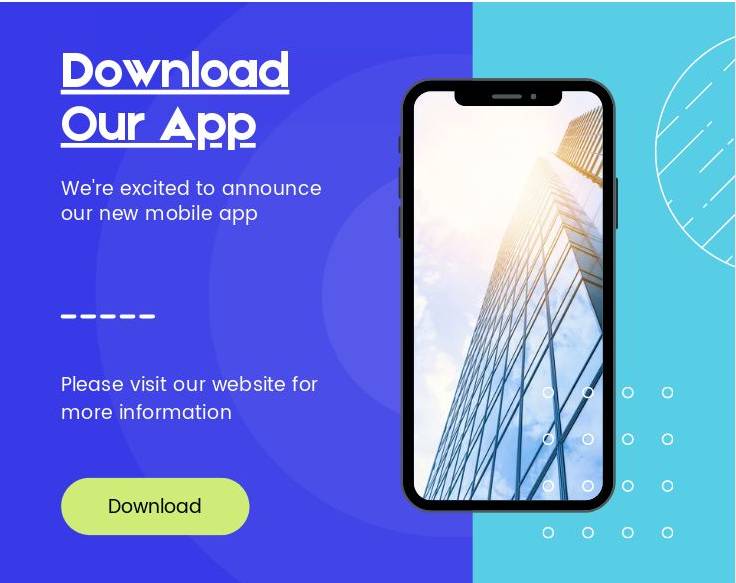 Download
Our App
We're excited to announce
our new mobile app
Please visit our website for
more information
Download